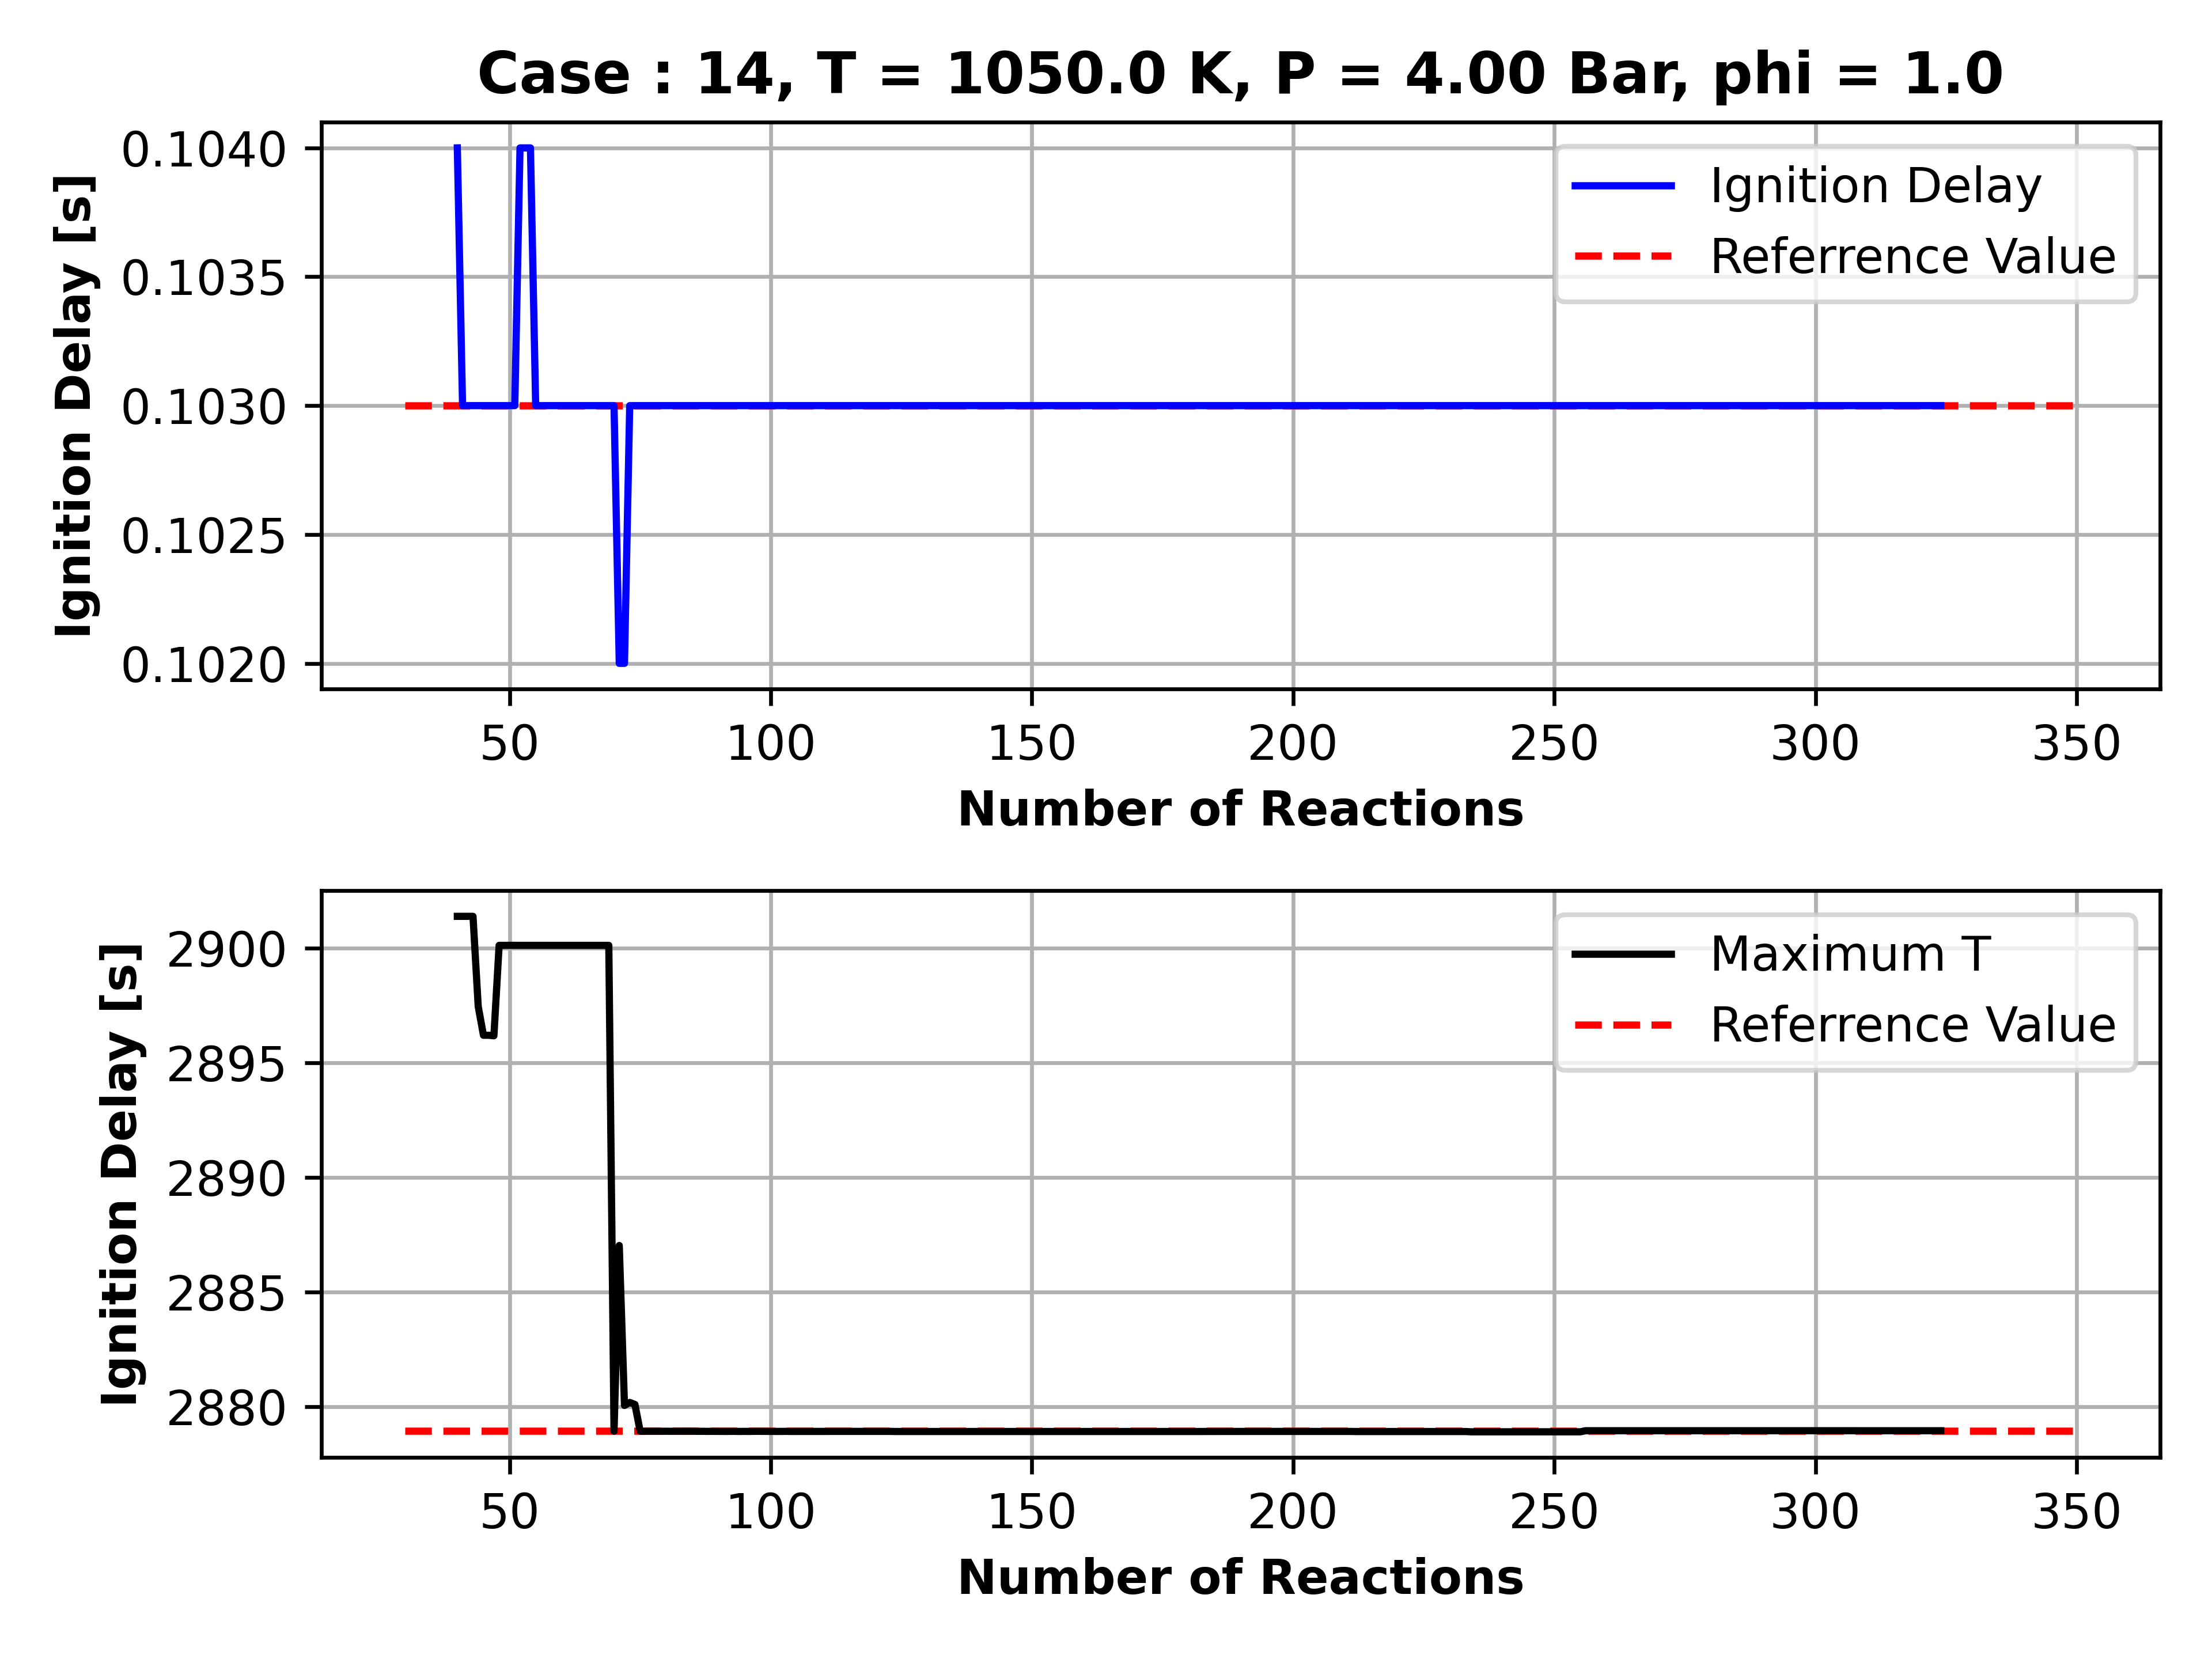 Case : 14, T = 1050.0 K, P = 4.00 Bar, phi = 1.0
Ignition Delay [s]
0.1040
0.1035
0.1030
0.1025
0.1020
Ignition Delay
Referrence Value
50 100 150 200 250 300 350
Number of Reactions
Ignition Delay [s]
2900
2895
2890
2885
2880
Maximum T
Referrence Value
50 100 150 200 250 300 350
Number of Reactions